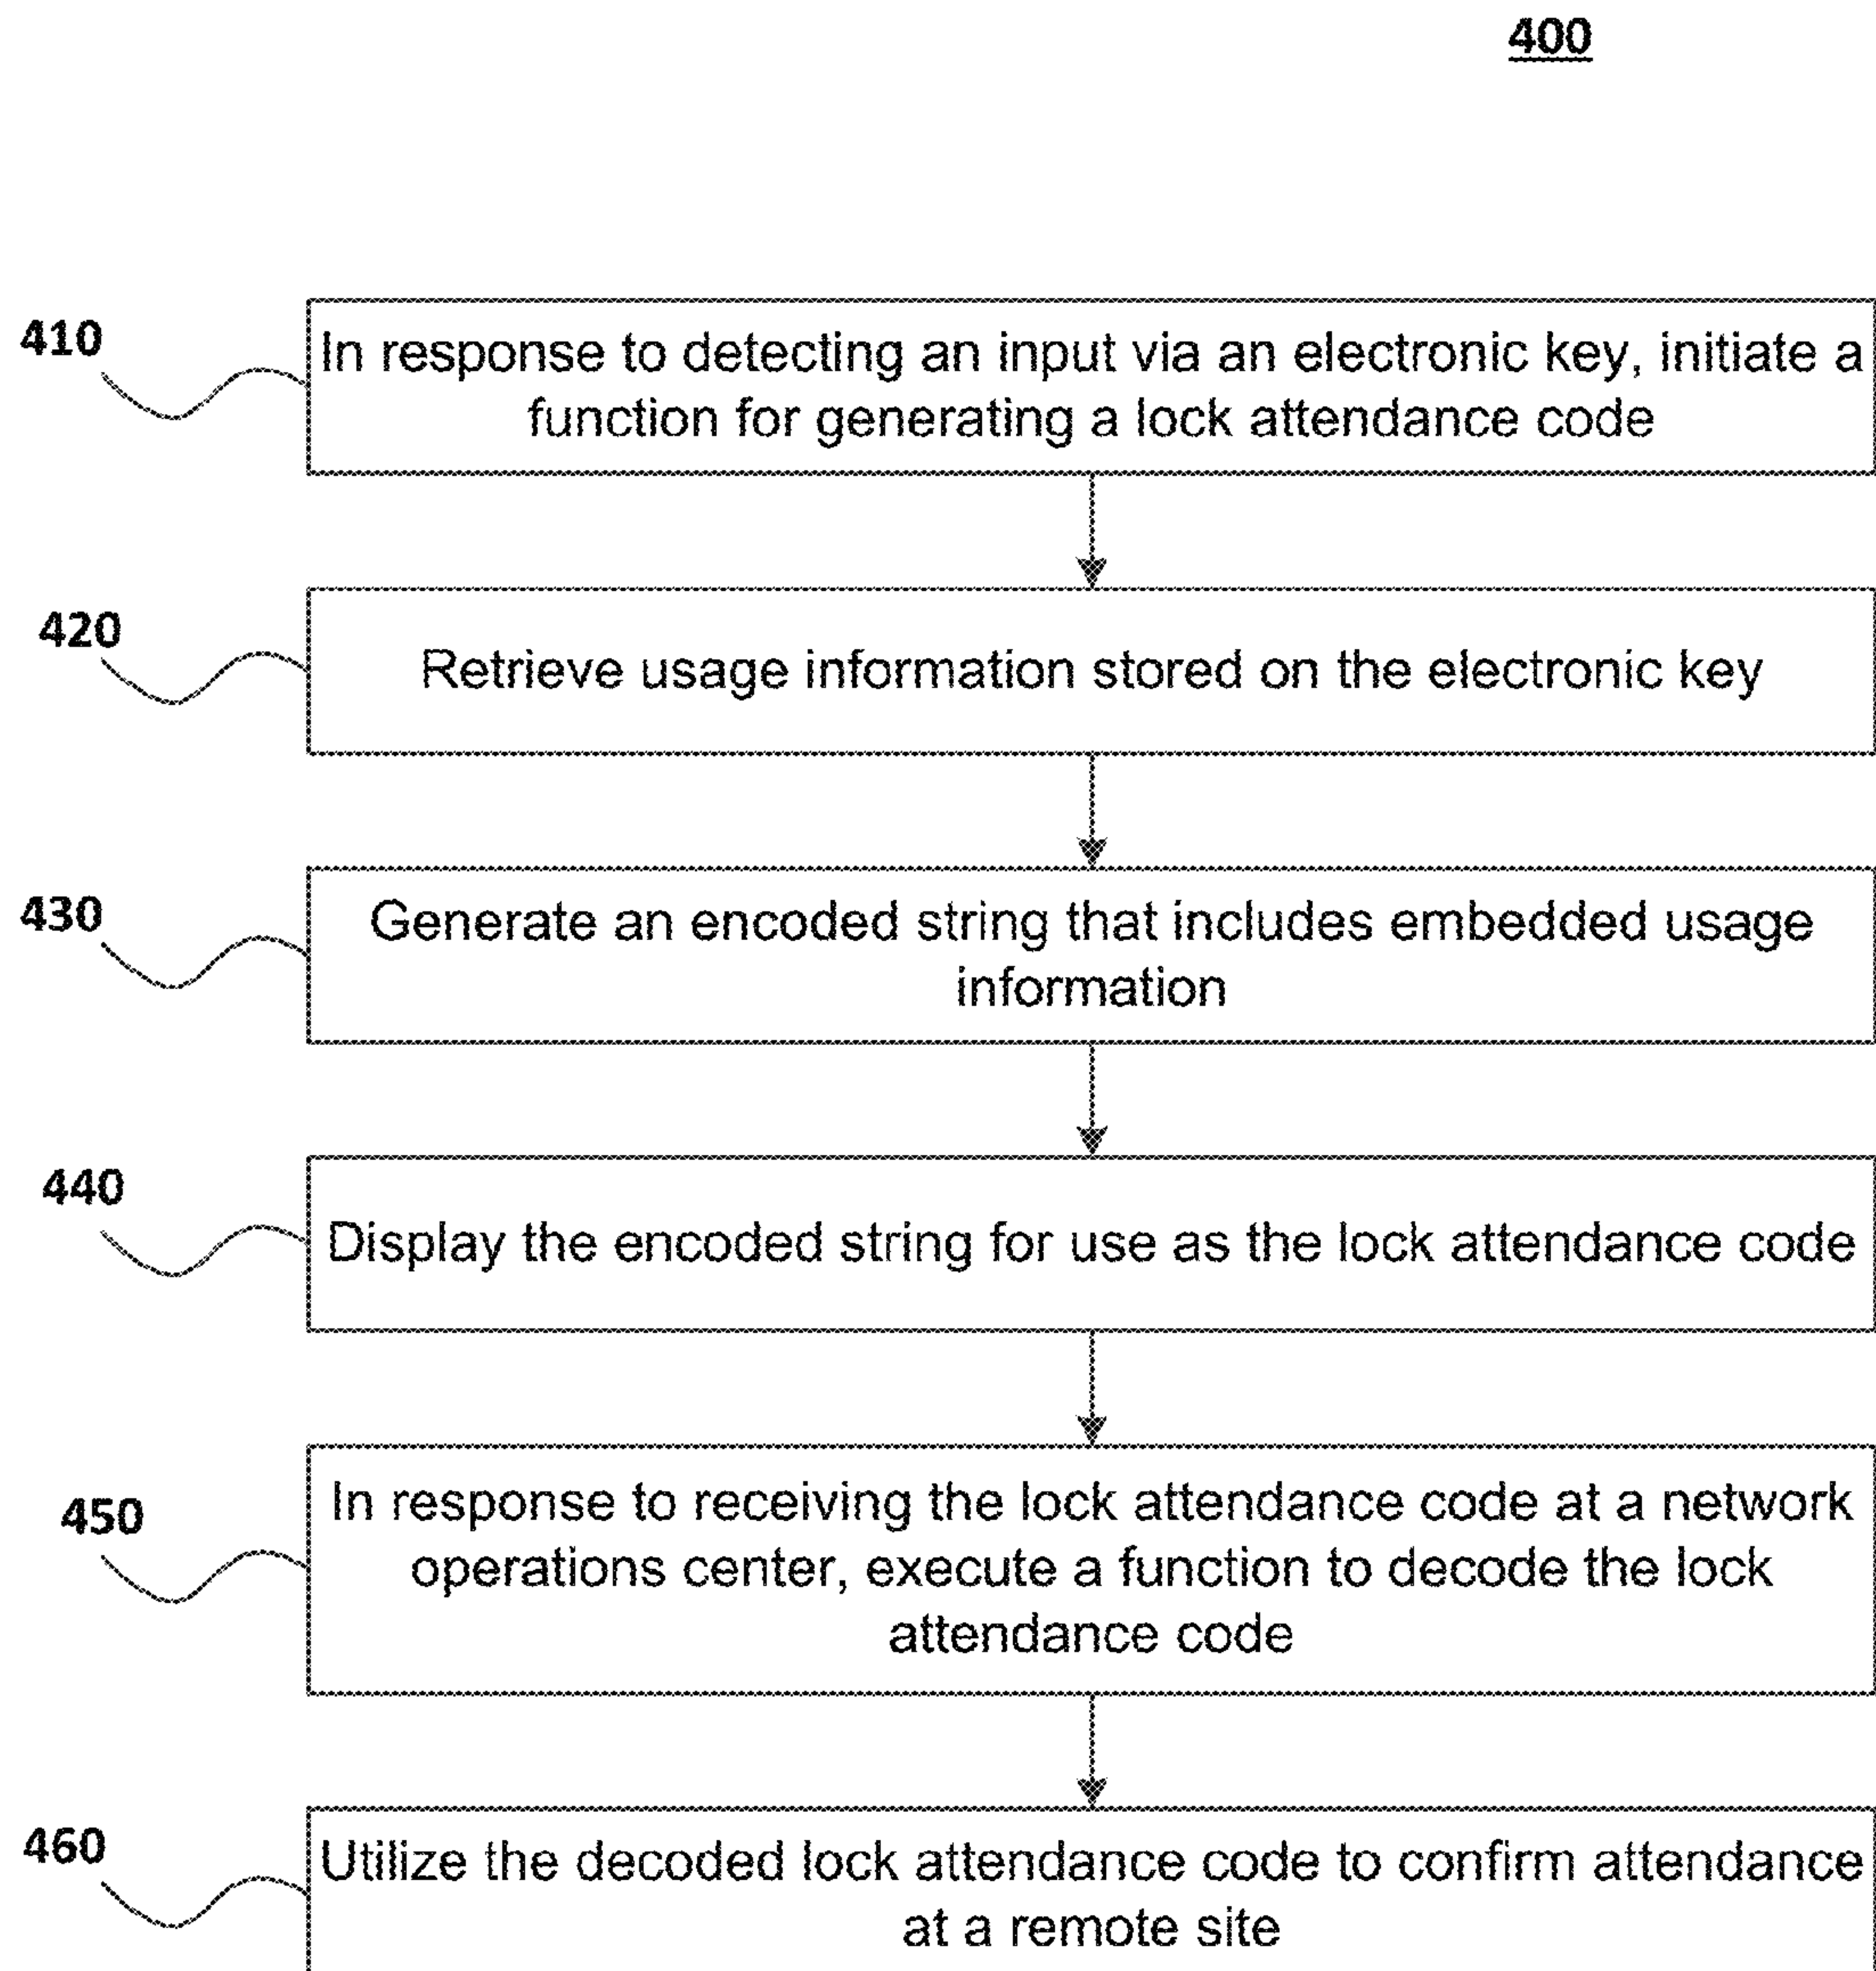 400
410
In response to detecting an input via an electronic key, initiate a
function for generating a lock attendance code
420
Retrieve usage information stored on the electronic key
430
Generate an encoded string that includes embedded usage
information
440
Display the encoded string for use as the lock attendance code
450
In response to receiving the lock attendance code at a network
operations center, execute a function to decode the lock
attendance code
460
Utilize the decoded lock attendance code to confirm attendance
at a remote site